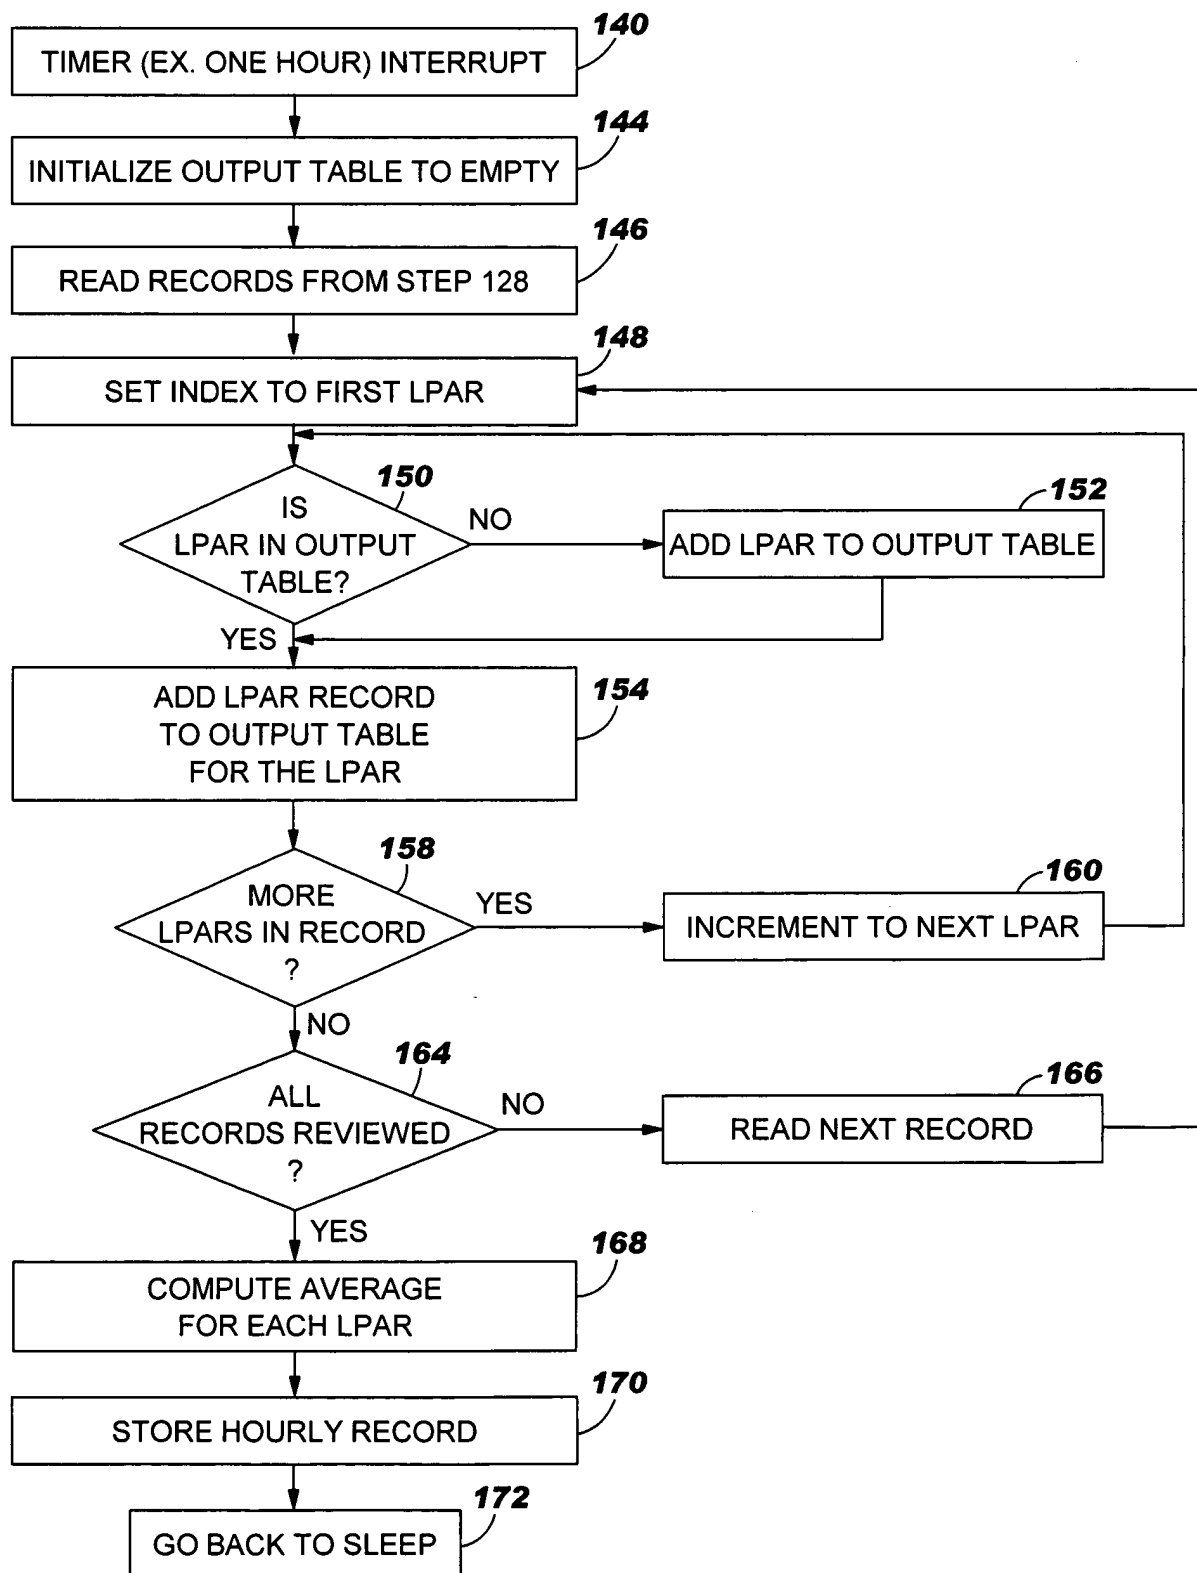 140
TIMER (EX. ONE HOUR) INTERRUPT
144
INITIALIZE OUTPUT TABLE TO EMPTY
146
READ RECORDS FROM STEP 128
148
SET INDEX TO FIRST LPAR
150
IS
LPAR IN OUTPUT
TABLE?
NO
152
ADD LPAR TO OUTPUT TABLE
YES
154
ADD LPAR RECORD
TO OUTPUT TABLE
FOR THE LPAR
158
MORE
LPARS IN RECORD
?
YES
160
INCREMENT TO NEXT LPAR
NO
164
ALL
RECORDS REVIEWED
?
NO
166
READ NEXT RECORD
YES
168
COMPUTE AVERAGE
FOR EACH LPAR
170
STORE HOURLY RECORD
172
GO BACK TO SLEEP